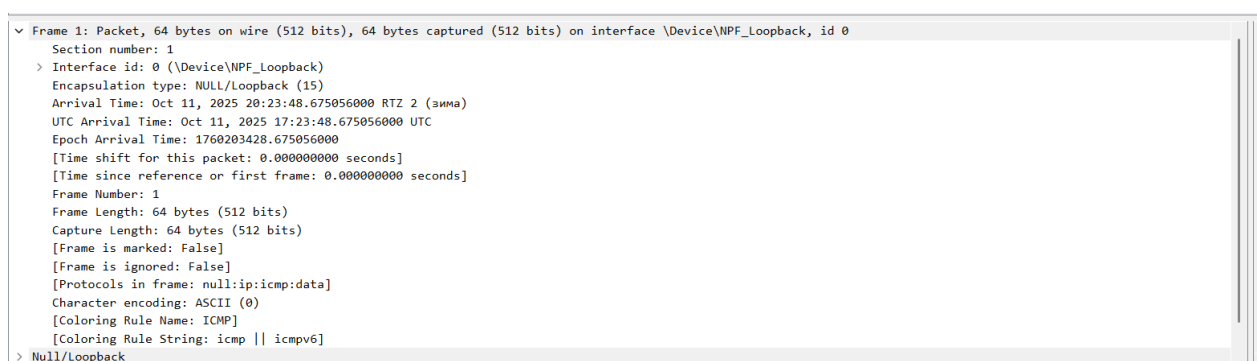 Frame 1: Packet, 64 bytes on wire (512 bits), 64 bytes captured (512 bits) on interface \Device\NPF_Loopback, id 0
Section number: 1
Interface id: 0 (\Device\NPF_Loopback)
Encapsulation type: NULL/Loopback (15)
Arrival Time: Oct 11, 2025 20:23:48.675056000 RTZ 2 (зима)
UTC Arrival Time: Oct 11, 2025 17:23:48.675056000 UTC
Epoch Arrival Time: 1760203428.675056000
[Time shift for this packet: 0.000000000 seconds]
[Time since reference or first frame: 0.000000000 seconds]
Frame Number: 1
Frame Length: 64 bytes (512 bits)
Capture Length: 64 bytes (512 bits)
[Frame is marked: False]
[Frame is ignored: False]
[Protocols in frame: null:ip:icmp:data]
Character encoding: ASCII (0)
[Coloring Rule Name: ICMP]
[Coloring Rule String: icmp || icmpv6]
Null/Loopback